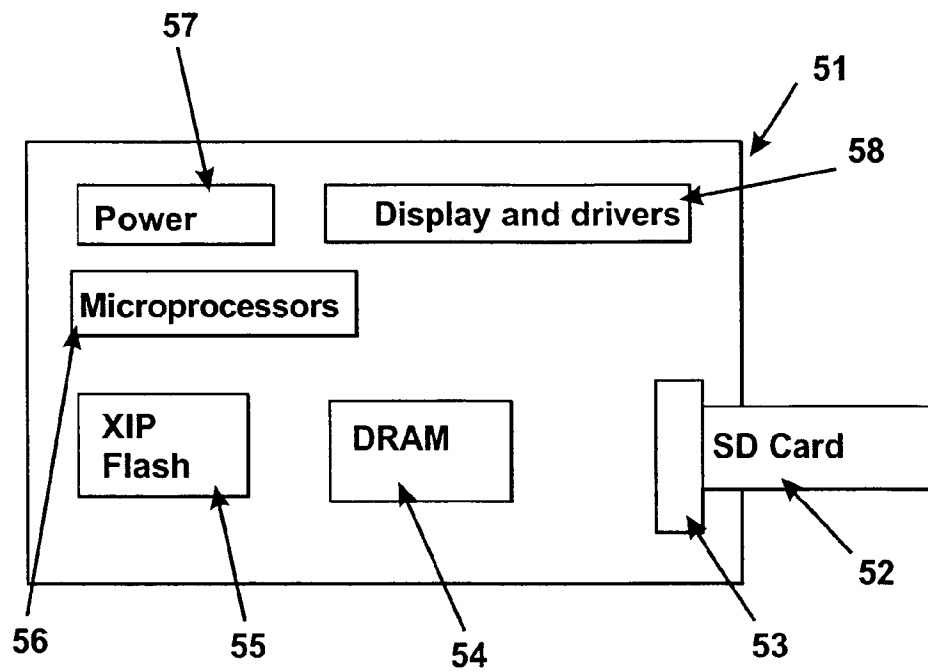 57
51
58
Power
Display and drivers
Microprocessors
XIP
Flash
DRAM
SD Card
52
56
55
54
53